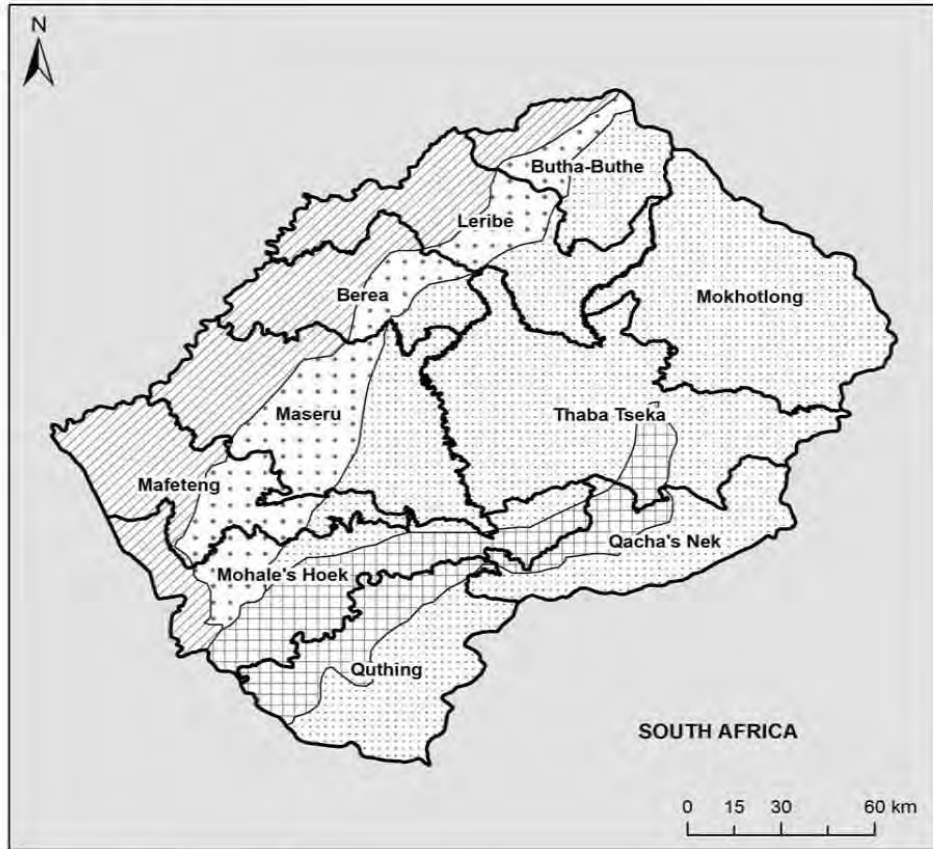 N
Butha-Buthe
Leribe
Mokhotlong
Berea
Maseru
Thaba Tseka
Mafeteng
Qacha's Nek
Mohale's Hoek
Quthing
SOUTH AFRICA
0 15 30 60 km